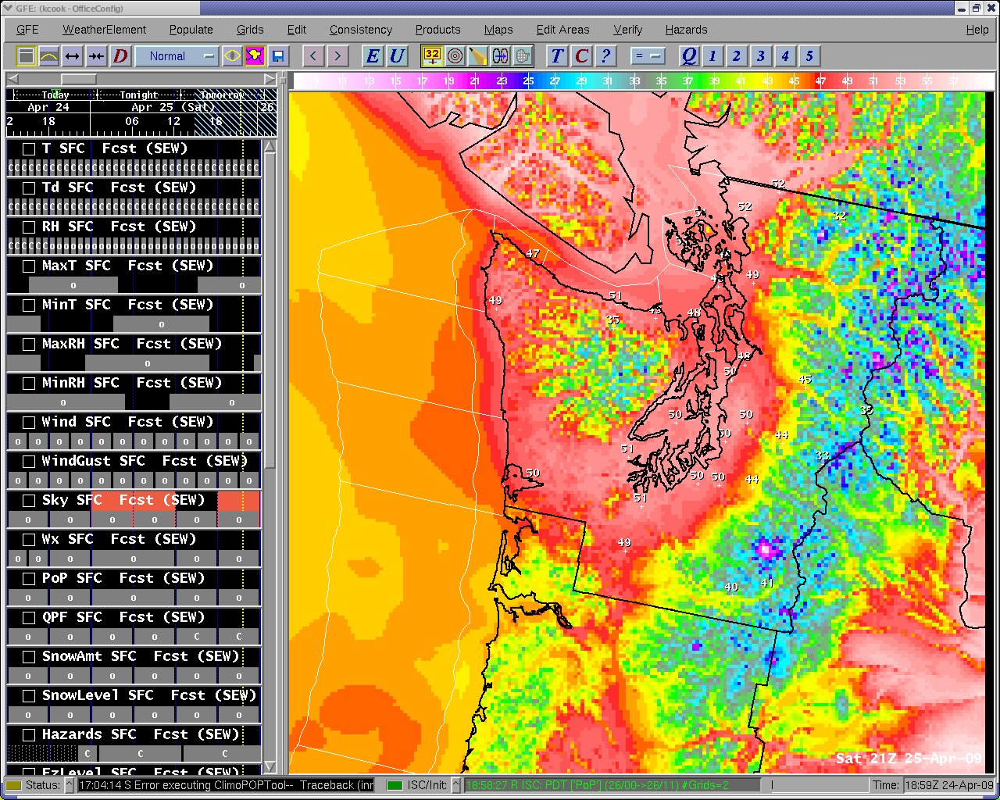 GFE: (kcook - OfficeConfig)
GFE WeatherElement Populate Grids Edit Consistency Products Maps Edit Areas Verify Hazards Help
D Normal < > E U 32 T C ? = Q 1 2 3 4 5
9 11 13 15 17 19 21 23 25 27 29 31 33 35 37 39 41 43 45 47 49 51 53 55 57
Today Tonight Tomorrow
Apr 24 Apr 25 (Sat) 26
2 18 06 12 18
T SFC Fcst (SEW)
Td SFC Fcst (SEW)
RH SFC Fcst (SEW)
MaxT SFC Fcst (SEW)
0 0
MinT SFC Fcst (SEW)
0
MaxRH SFC Fcst (SEW)
0
MinRH SFC Fcst (SEW)
0 0
Wind SFC Fcst (SEW)
0 0 0 0 0 0 0 0 0 0 0 0
WindGust SFC Fcst (SEW)
0 0 0 0 0 0 0 0 0 0 0 0
Sky SFC Fcst (SEW)
0 0 0 0 0 0
Wx SFC Fcst (SEW)
0 0 0 0 0 0
PoP SFC Fcst (SEW)
0 0 0 0 0 0
QPF SFC Fcst (SEW)
0 0 0 0 C C
SnowAmt SFC Fcst (SEW)
0 0 0 0 0 0
SnowLevel SFC Fcst (SEW)
0 0 0 0 0 0
Hazards SFC Fcst (SEW)
C C C
FzLevel SFC Fcst (SEW)
52
52
32
47
49
51
49
35
48
48
50
45
50
50
35
44
51
50
33
50
50
50
44
51
49
40
41
Sat 21Z 25-Apr-09
Status: 17:04:14 S Error executing ClimoPOPTool-- Traceback (inr ISC/Init: 18:58:27 R ISC: PDT ['PoP'] (26/00->26/11) #Grids=2 Time: 18:59Z 24-Apr-09